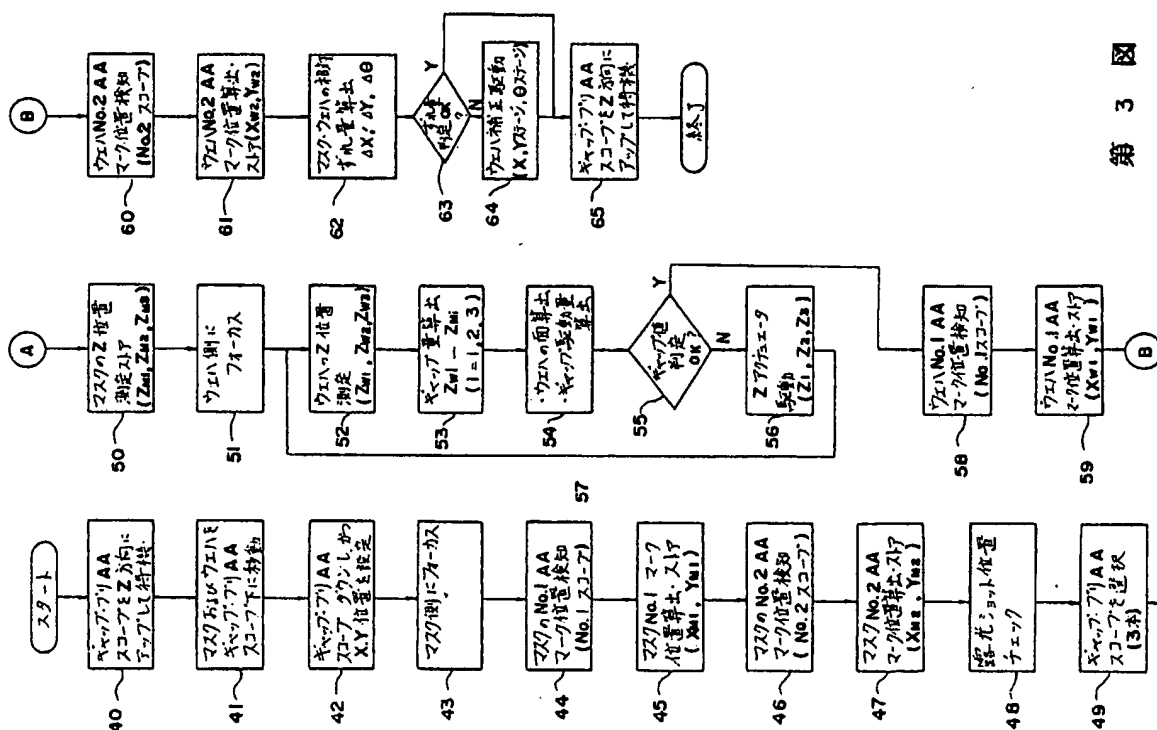 スタート
40
ギャップ・プリAA
スコープをZ方向に
アップして待機
41
マスクおよびウェハを
ギャップ・プリAA
スコープ下に移動
42
ギャップ・プリAA
スコープダウンしかつ
X,Y位置を設定
43
マスク側にフォーカス
44
マスクのNo.1 AA
マーク位置検知
(No.1 スコープ)
45
マスクNo.1 マーク
位置算出,ストア
(XM1, YM1)
46
マスクのNo.2 AA
マーク位置検知
(No.2 スコープ)
47
マスクNo.2 AA
マーク位置算出・ストア
(XM2, YM2)
48
露光ショット位置
チェック
49
ギャップ・プリAA
スコープを選択
(3本)
A
50
マスクのZ位置
測定ストア
(ZM1, ZM2, ZM3)
51
ウェハ側に
フォーカス
52
ウェハのZ位置
測定
(ZW1, ZW2, ZW3)
53
ギャップ量算出
ZWi − ZMi
(i=1,2,3)
54
・ウェハの面算出
・ギャップ駆動量
算出
55
ギャップ値
判定
OK?
Y
N
56
Zアクチュエータ
駆動
(Z1, Z2, Z3)
57
58
ウェハNo.1 AA
マーク位置検知
(No.1スコープ)
59
ウェハNo.1 AA
マーク位置算出・ストア
(XW1, YW1)
B
B
60
ウェハNo.2 AA
マーク位置検知
(No.2 スコープ)
61
ウェハNo.2 AA
マーク位置算出・
ストア(XW2, YW2)
62
マスク・ウェハの相対
ずれ量算出
ΔX, ΔY, Δθ
63
ずれ量
判定OK
?
Y
N
64
ウェハ補正駆動
(X,Yステージ,θステージ)
65
ギャップ・プリAA
スコープをZ方向に
アップして待機
終了
第 3 図